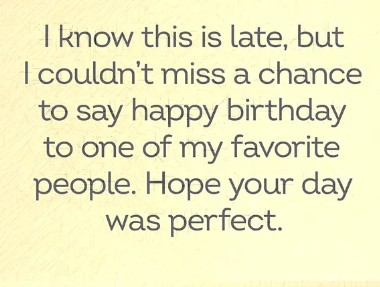 I know this is late, but
I couldn't miss a chance
to say happy birthday
to one of my favorite
people. Hope your day
was perfect.